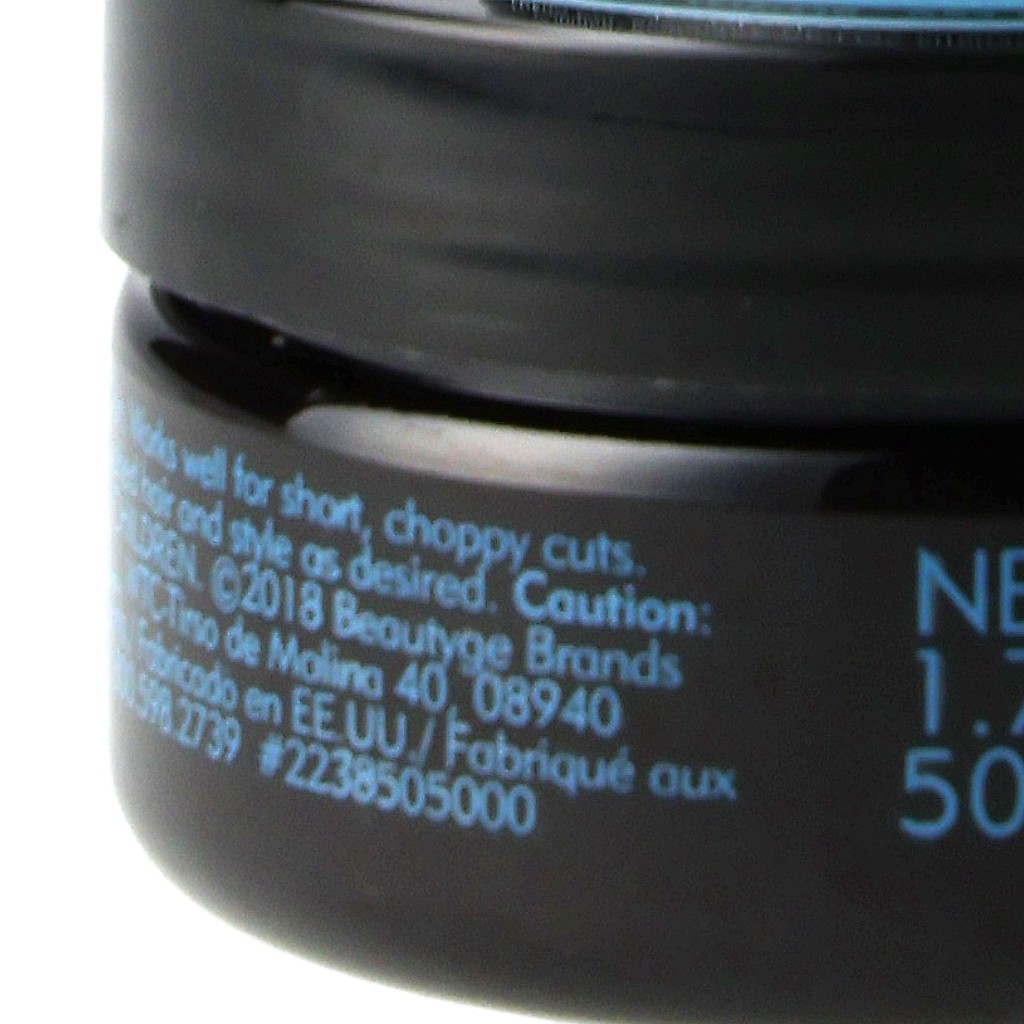 Works well for short, choppy cuts.
hair and style as desired. Caution:
©2018 Beautyge Brands
Tirso de Molina 40, 08940
Fabricado en EE.UU./ Fabriqué aux
.598.2739 #2238505000
NE
1.7
50